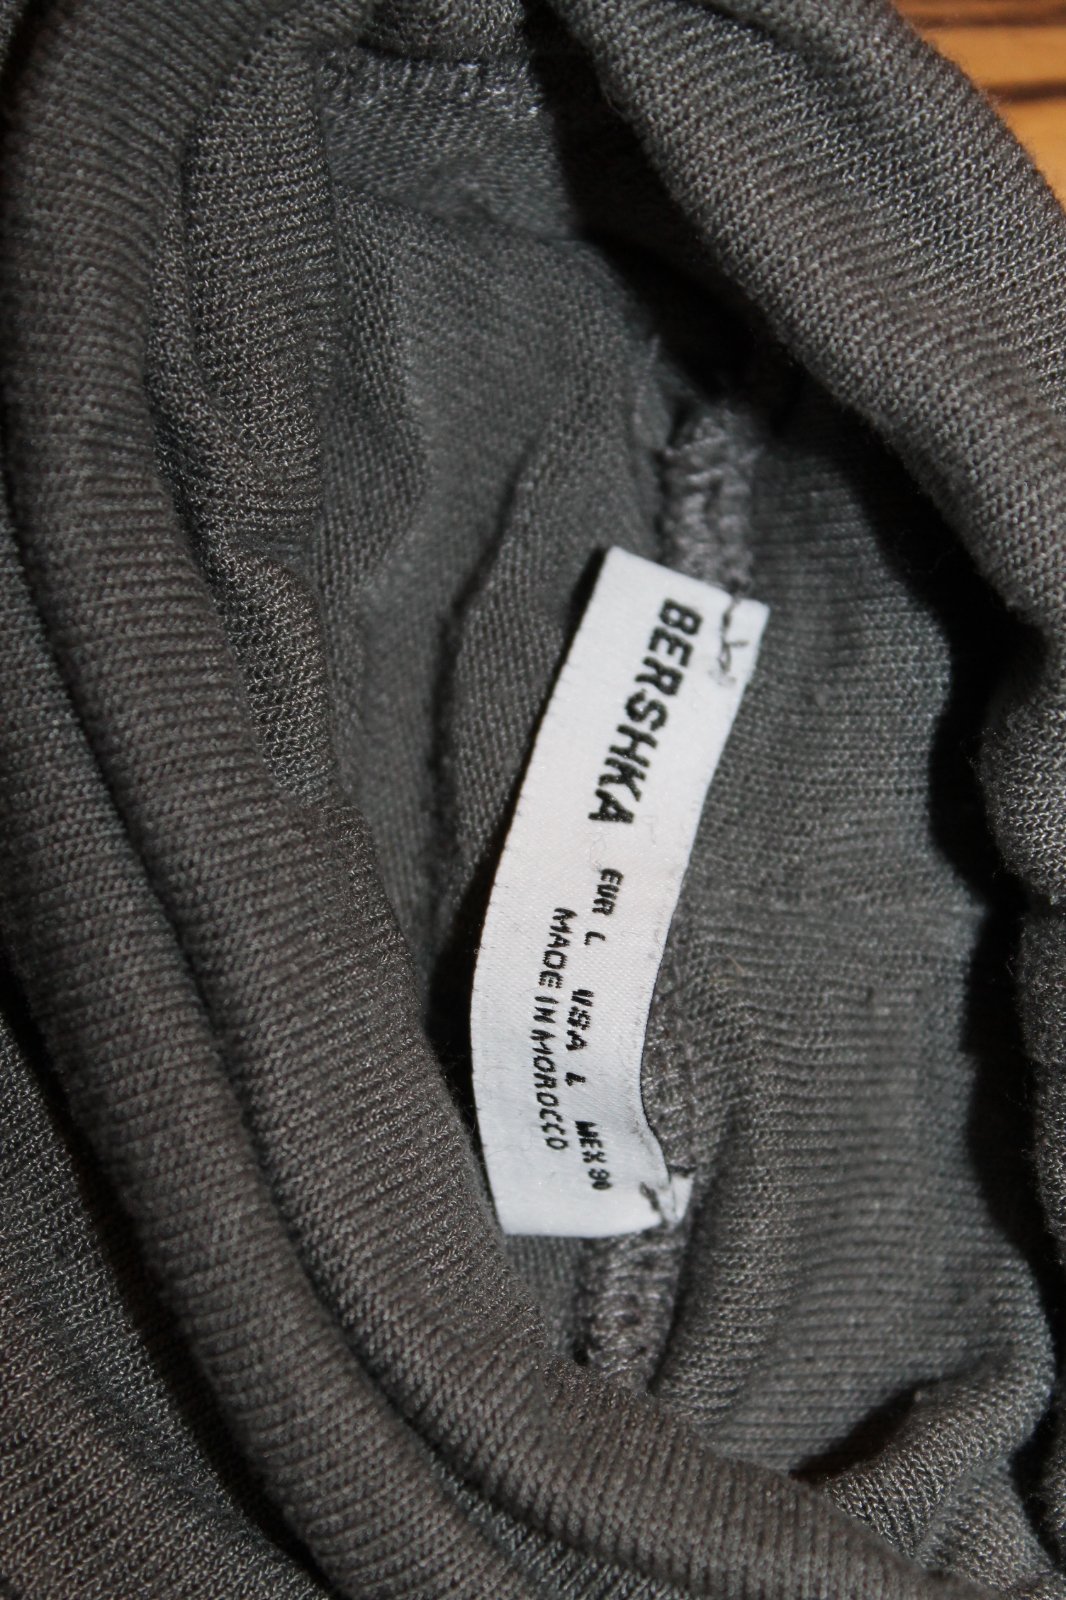 BERSHKA
EUR L USA L MEX 30
MADE IN MOROCCO